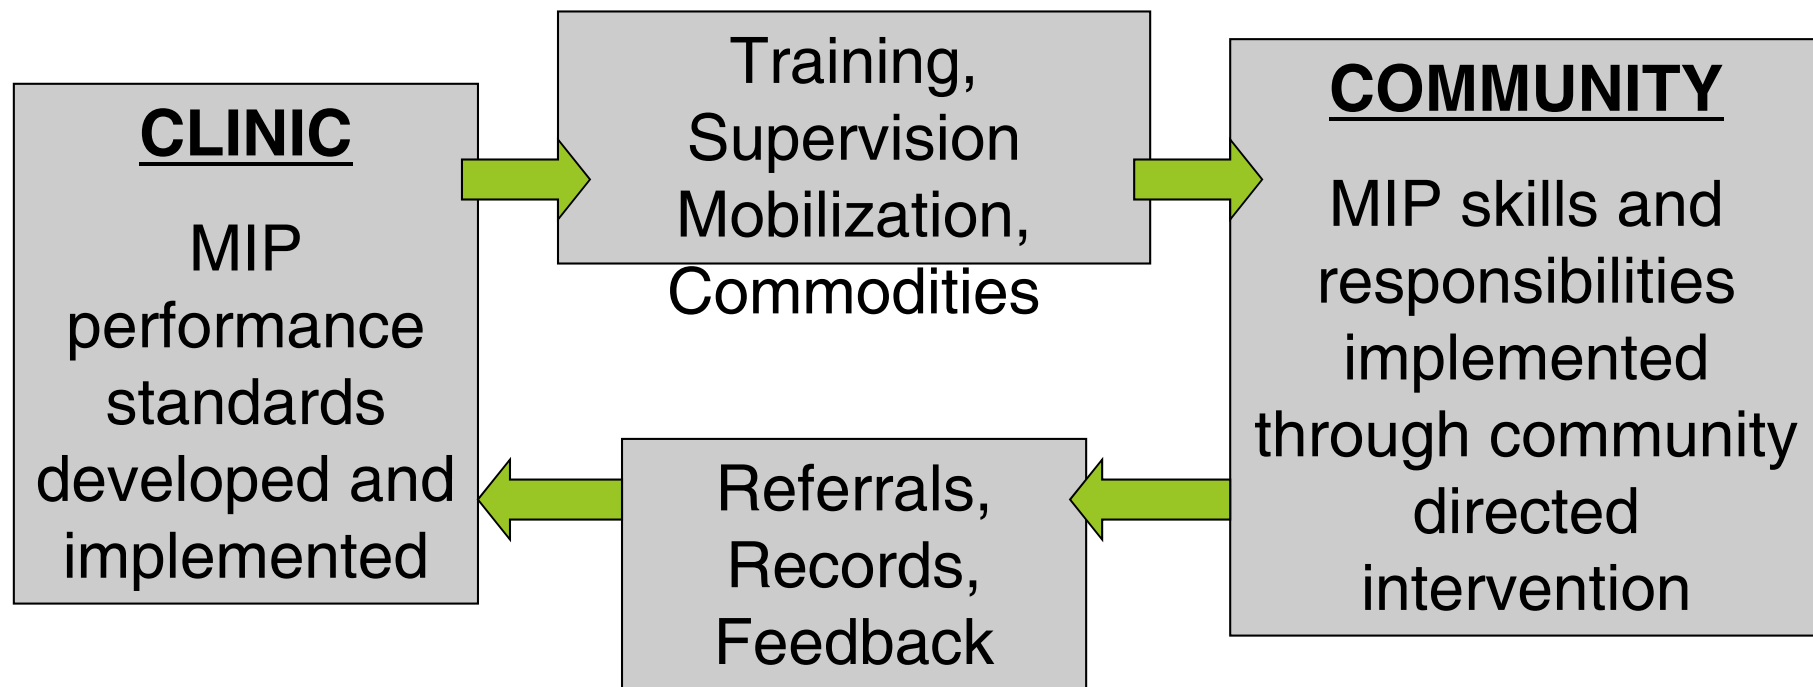 CLINIC
MIP
performance
standards
developed and
implemented
Training,
Supervision
Mobilization,
Commodities
COMMUNITY
MIP skills and
responsibilities
implemented
through community
directed
intervention
Referrals,
Records,
Feedback